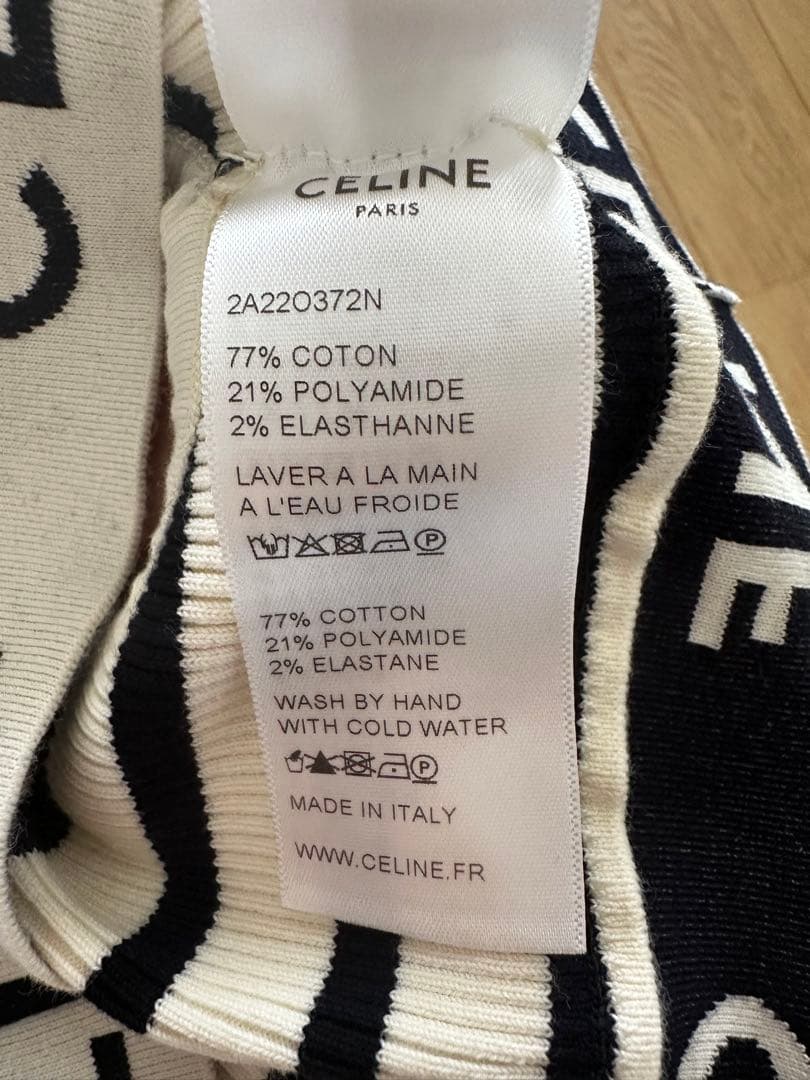 CELINE
PARIS
2A22O372N
77% COTON
21% POLYAMIDE
2% ELASTHANNE
LAVER A LA MAIN
A L'EAU FROIDE
P
77% COTTON
21% POLYAMIDE
2% ELASTANE
WASH BY HAND
WITH COLD WATER
P
MADE IN ITALY
WWW.CELINE.FR